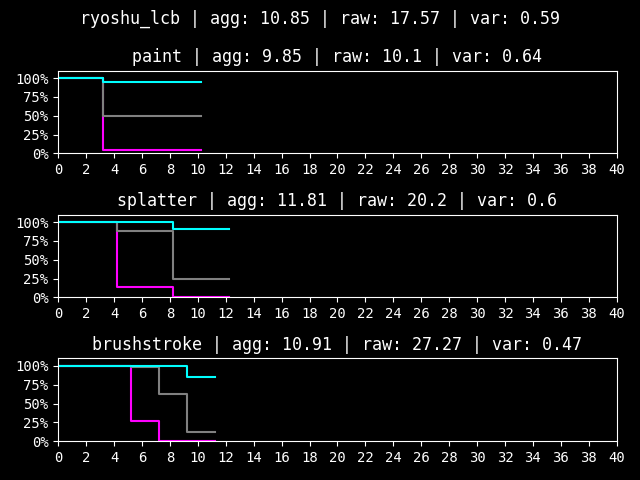 ryoshu_lcb | agg: 10.85 | raw: 17.57 | var: 0.59
paint | agg: 9.85 | raw: 10.1 | var: 0.64
100%
75%
50%
25%
0%
0 2 4 6 8 10 12 14 16 18 20 22 24 26 28 30 32 34 36 38 40
splatter | agg: 11.81 | raw: 20.2 | var: 0.6
100%
75%
50%
25%
0%
0 2 4 6 8 10 12 14 16 18 20 22 24 26 28 30 32 34 36 38 40
brushstroke | agg: 10.91 | raw: 27.27 | var: 0.47
100%
75%
50%
25%
0%
0 2 4 6 8 10 12 14 16 18 20 22 24 26 28 30 32 34 36 38 40